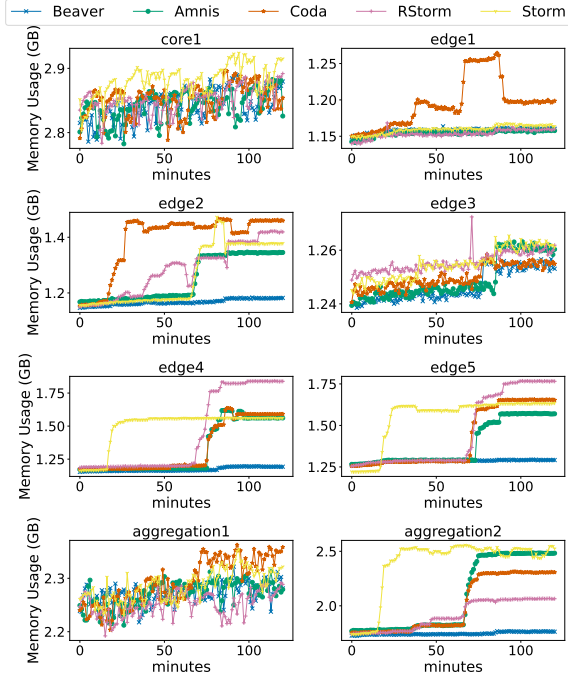 Beaver Amnis Coda RStorm Storm
core1 edge1
Memory Usage (GB)
2.9
2.8
0 50 100
minutes
1.25
1.20
1.15
0 50 100
minutes
edge2 edge3
Memory Usage (GB)
1.4
1.2
0 50 100
minutes
1.26
1.24
0 50 100
minutes
edge4 edge5
Memory Usage (GB)
1.75
1.50
1.25
0 50 100
minutes
1.75
1.50
1.25
0 50 100
minutes
aggregation1 aggregation2
Memory Usage (GB)
2.3
2.2
0 50 100
minutes
2.5
2.0
0 50 100
minutes